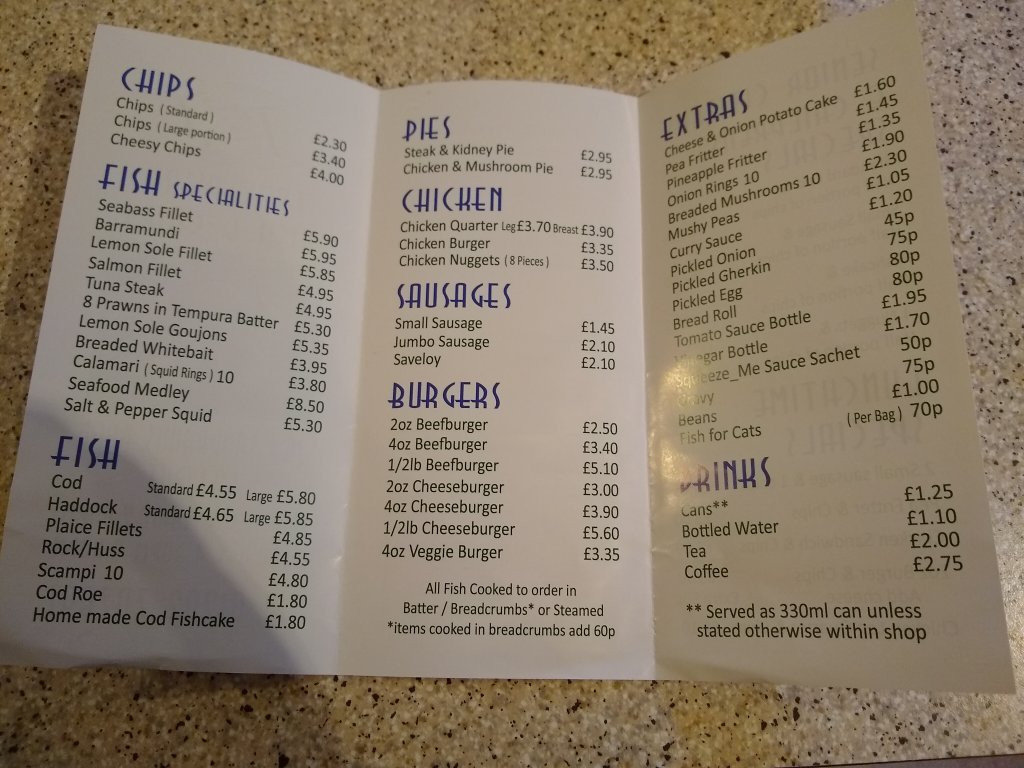 CHIPS
Chips (Standard) £2.30
Chips (Large portion) £3.40
Cheesy Chips £4.00
FISH SPECIALITIES
Seabass Fillet £5.90
Barramundi £5.95
Lemon Sole Fillet £5.85
Salmon Fillet £4.95
Tuna Steak £4.95
8 Prawns in Tempura Batter £5.30
Lemon Sole Goujons £5.35
Breaded Whitebait £3.95
Calamari (Squid Rings) 10 £3.80
Seafood Medley £8.50
Salt & Pepper Squid £5.30
FISH
Cod Standard £4.55 Large £5.80
Haddock Standard £4.65 Large £5.85
Plaice Fillets £4.85
Rock/Huss £4.55
Scampi 10 £4.80
Cod Roe £1.80
Home made Cod Fishcake £1.80
PIES
Steak & Kidney Pie £2.95
Chicken & Mushroom Pie £2.95
CHICKEN
Chicken Quarter Leg £3.70 Breast £3.90
Chicken Burger £3.35
Chicken Nuggets (8 Pieces) £3.50
SAUSAGES
Small Sausage £1.45
Jumbo Sausage £2.10
Saveloy £2.10
BURGERS
2oz Beefburger £2.50
4oz Beefburger £3.40
1/2lb Beefburger £5.10
2oz Cheeseburger £3.00
4oz Cheeseburger £3.90
1/2lb Cheeseburger £5.60
4oz Veggie Burger £3.35
All Fish Cooked to order in
Batter / Breadcrumbs* or Steamed
*items cooked in breadcrumbs add 60p
EXTRAS
Cheese & Onion Potato Cake £1.60
Pea Fritter £1.45
Pineapple Fritter £1.35
Onion Rings 10 £1.90
Breaded Mushrooms 10 £2.30
Mushy Peas £1.05
Curry Sauce £1.20
Pickled Onion 45p
Pickled Gherkin 75p
Pickled Egg 80p
Bread Roll 80p
Tomato Sauce Bottle £1.95
Vinegar Bottle £1.70
Squeeze_Me Sauce Sachet 50p
Gravy 75p
Beans £1.00
Fish for Cats (Per Bag) 70p
DRINKS
Cans** £1.25
Bottled Water £1.10
Tea £2.00
Coffee £2.75
** Served as 330ml can unless
stated otherwise within shop